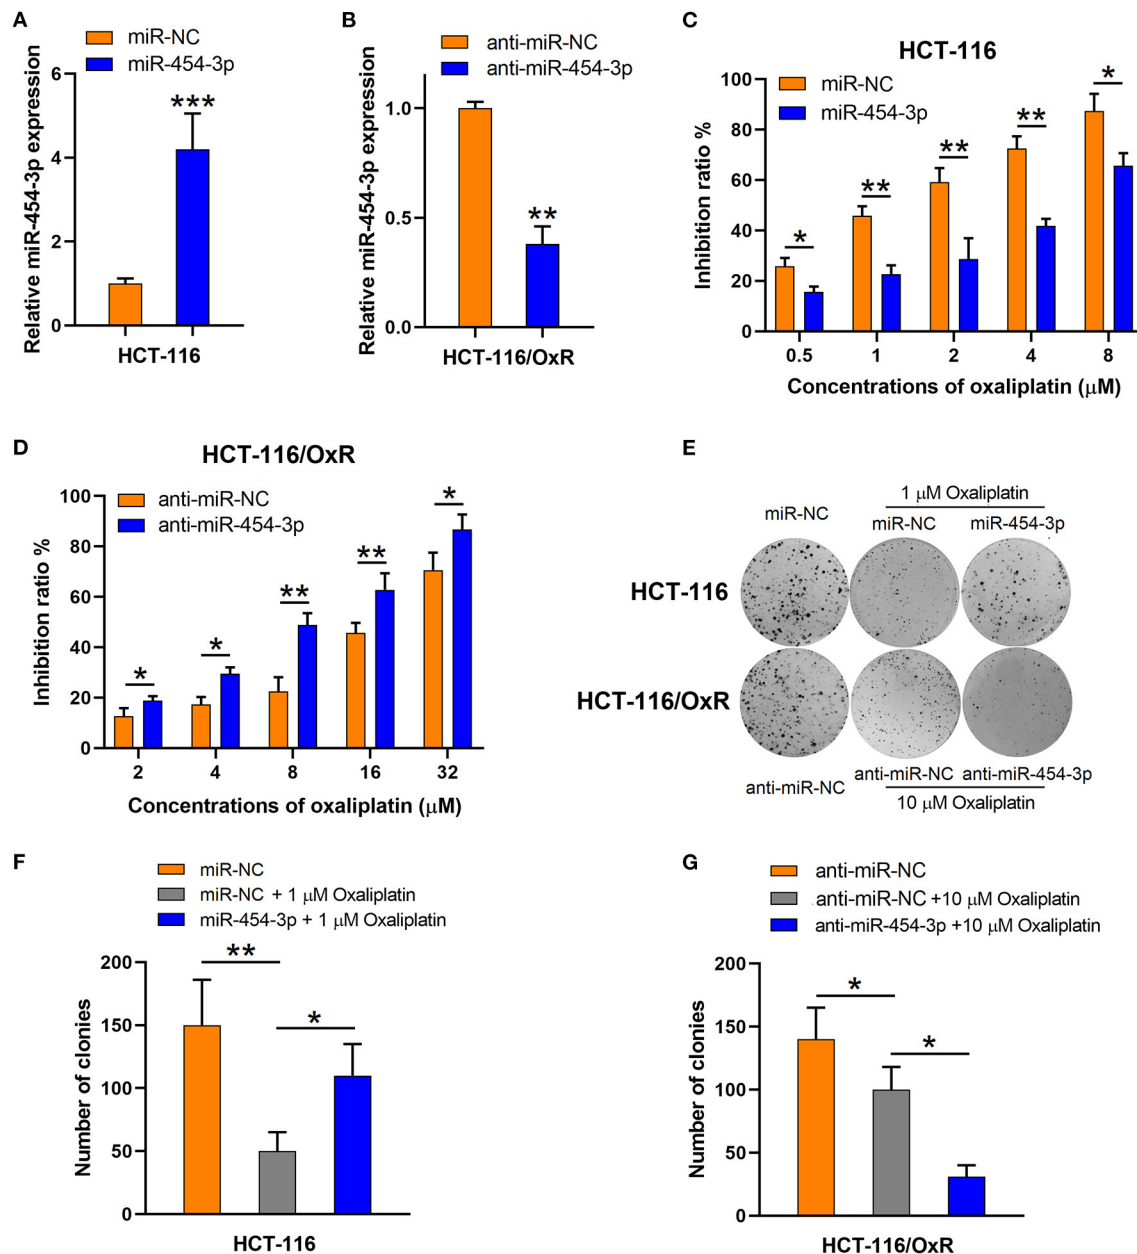 A
miR-NC
miR-454-3p
Relative miR-454-3p expression
6
4
2
0
***
HCT-116
B
anti-miR-NC
anti-miR-454-3p
Relative miR-454-3p expression
1.0
0.5
0.0
**
HCT-116/OxR
C
HCT-116
miR-NC
miR-454-3p
Inhibition ratio %
100
80
60
40
20
0
*
**
**
**
*
0.5 1 2 4 8
Concentrations of oxaliplatin (μM)
D
HCT-116/OxR
anti-miR-NC
anti-miR-454-3p
Inhibition ratio %
100
80
60
40
20
0
*
*
**
**
*
2 4 8 16 32
Concentrations of oxaliplatin (μM)
E
1 μM Oxaliplatin
miR-NC miR-NC miR-454-3p
HCT-116
HCT-116/OxR
anti-miR-NC anti-miR-NC anti-miR-454-3p
10 μM Oxaliplatin
F
miR-NC
miR-NC + 1 μM Oxaliplatin
miR-454-3p + 1 μM Oxaliplatin
Number of clonies
200
150
100
50
0
**
*
HCT-116
G
anti-miR-NC
anti-miR-NC +10 μM Oxaliplatin
anti-miR-454-3p +10 μM Oxaliplatin
Number of clonies
200
150
100
50
0
*
*
HCT-116/OxR